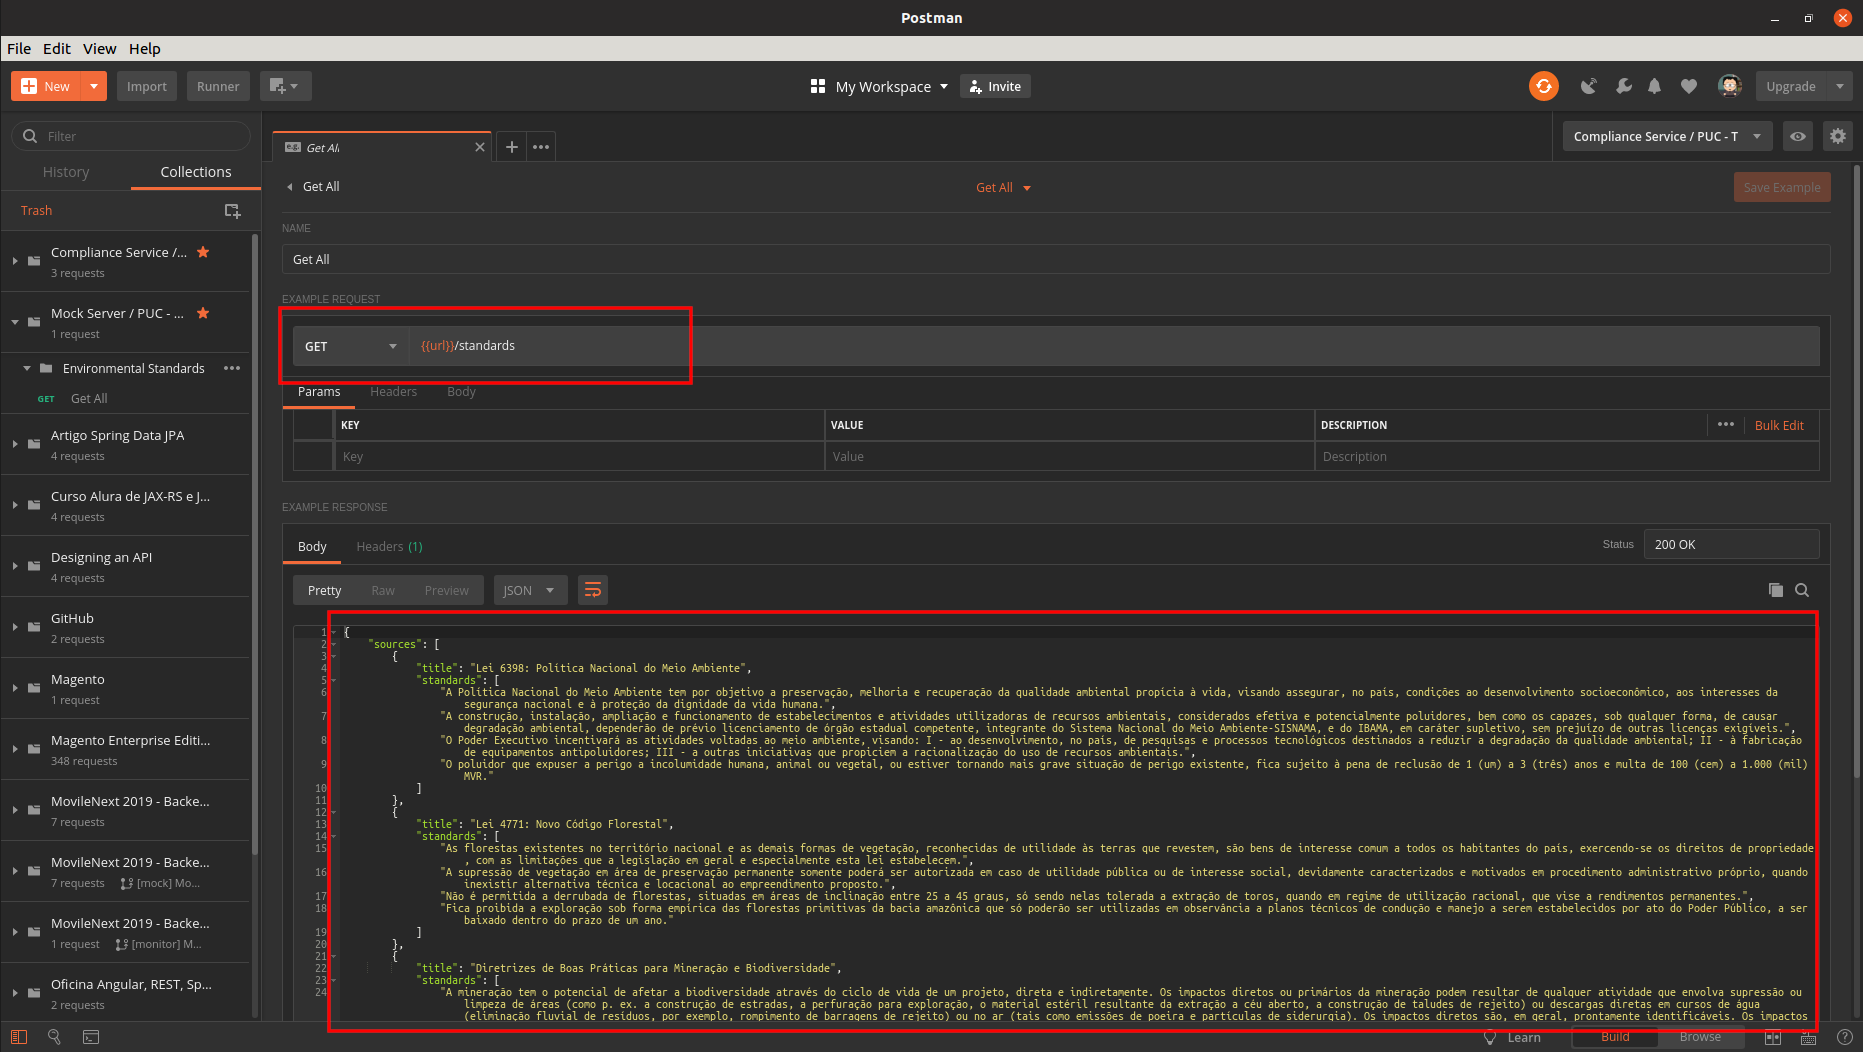 Postman
File Edit View Help
New Import Runner My Workspace Invite Upgrade
Filter
History Collections
Trash
Compliance Service /... 
3 requests
Mock Server / PUC - ...
1 request
Environmental Standards
GET Get All
Artigo Spring Data JPA
4 requests
Curso Alura de JAX-RS e J...
4 requests
Designing an API
4 requests
GitHub
2 requests
Magento
1 request
Magento Enterprise Editi...
348 requests
MovileNext 2019 - Backe...
7 requests
MovileNext 2019 - Backe...
7 requests [mock] Mo...
MovileNext 2019 - Backe...
1 request [monitor] M...
Oficina Angular, REST, Sp...
2 requests
e.g. Get All
Compliance Service / PUC - T
Get All Get All Save Example
NAME
Get All
EXAMPLE REQUEST
GET {{url}}/standards
Params Headers Body
KEY VALUE DESCRIPTION Bulk Edit
Key Value Description
EXAMPLE RESPONSE
Body Headers (1) Status 200 OK
Pretty Raw Preview JSON
1 {
2 "sources": [
3 {
4 "title": "Lei 6398: Política Nacional do Meio Ambiente",
5 "standards": [
6 "A Política Nacional do Meio Ambiente tem por objetivo a preservação, melhoria e recuperação da qualidade ambiental propícia à vida, visando assegurar, no país, condições ao desenvolvimento socioeconômico, aos interesses da
segurança nacional e à proteção da dignidade da vida humana.",
7 "A construção, instalação, ampliação e funcionamento de estabelecimentos e atividades utilizadoras de recursos ambientais, considerados efetiva e potencialmente poluidores, bem como os capazes, sob qualquer forma, de causar
degradação ambiental, dependerão de prévio licenciamento de órgão estadual competente, integrante do Sistema Nacional do Meio Ambiente-SISNAMA, e do IBAMA, em caráter supletivo, sem prejuízo de outras licenças exigíveis.",
8 "O Poder Executivo incentivará as atividades voltadas ao meio ambiente, visando: I - ao desenvolvimento, no país, de pesquisas e processos tecnológicos destinados a reduzir a degradação da qualidade ambiental; II - à fabricação
de equipamentos antipoluidores; III - a outras iniciativas que propiciem a racionalização do uso de recursos ambientais.",
9 "O poluidor que expuser a perigo a incolumidade humana, animal ou vegetal, ou estiver tornando mais grave situação de perigo existente, fica sujeito à pena de reclusão de 1 (um) a 3 (três) anos e multa de 100 (cem) a 1.000 (mil)
MVR."
10 ]
11 },
12 {
13 "title": "Lei 4771: Novo Código Florestal",
14 "standards": [
15 "As florestas existentes no território nacional e as demais formas de vegetação, reconhecidas de utilidade às terras que revestem, são bens de interesse comum a todos os habitantes do país, exercendo-se os direitos de propriedade
, com as limitações que a legislação em geral e especialmente esta lei estabelecem.",
16 "A supressão de vegetação em área de preservação permanente somente poderá ser autorizada em caso de utilidade pública ou de interesse social, devidamente caracterizados e motivados em procedimento administrativo próprio, quando
inexistir alternativa técnica e locacional ao empreendimento proposto.",
17 "Não é permitida a derrubada de florestas, situadas em áreas de inclinação entre 25 a 45 graus, só sendo nelas tolerada a extração de toros, quando em regime de utilização racional, que vise a rendimentos permanentes.",
18 "Fica proibida a exploração sob forma empírica das florestas primitivas da bacia amazônica que só poderão ser utilizadas em observância a planos técnicos de condução e manejo a serem estabelecidos por ato do Poder Público, a ser
baixado dentro do prazo de um ano."
19 ]
20 },
21 {
22 "title": "Diretrizes de Boas Práticas para Mineração e Biodiversidade",
23 "standards": [
24 "A mineração tem o potencial de afetar a biodiversidade através do ciclo de vida de um projeto, direta e indiretamente. Os impactos diretos ou primários da mineração podem resultar de qualquer atividade que envolva supressão ou
limpeza de áreas (como p. ex. a construção de estradas, a perfuração para exploração, o material estéril resultante da extração a céu aberto, a construção de taludes de rejeito) ou descargas diretas em cursos de água
(eliminação fluvial de resíduos, por exemplo, rompimento de barragens de rejeito) ou no ar (tais como emissões de poeira e partículas de siderurgia). Os impactos diretos são, em geral, prontamente identificáveis. Os impactos
Learn Build Browse